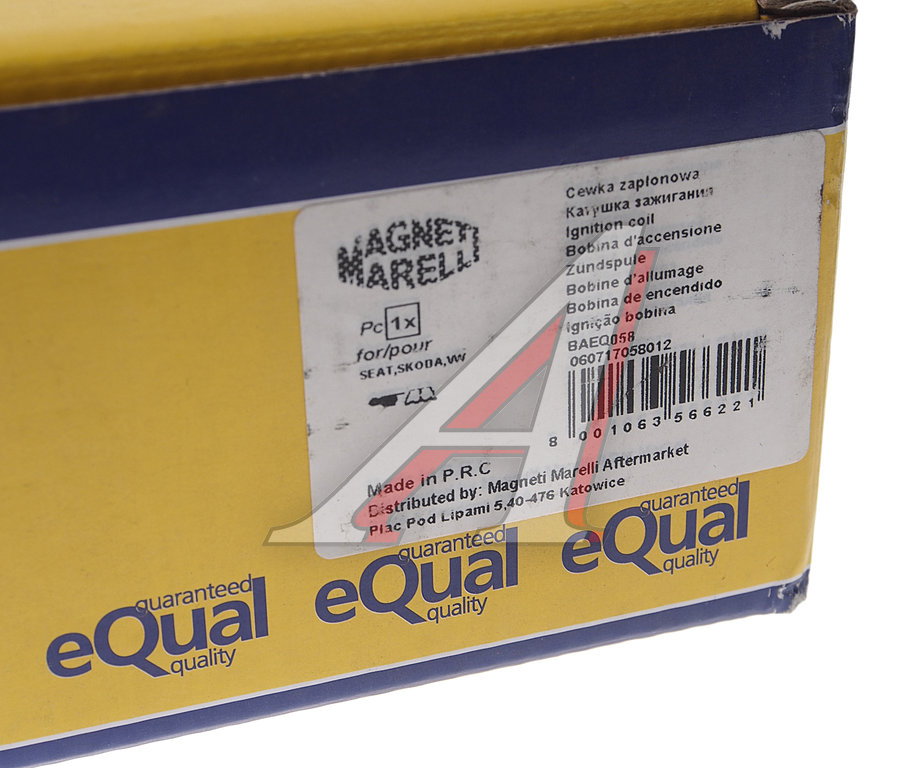 MAGNETI
MARELLI
Pc 1x
for/pour
SEAT,SKODA,VW
Cewka zapłonowa
Катушка зажигания
Ignition coil
Bobina d'accensione
Zundspule
Bobine d'allumage
Bobina de encendido
Ignição bobina
BAEQ058
060717058012
8 001063 566221
Made in P.R.C
Distributed by: Magneti Marelli Aftermarket
Plac Pod Lipami 5,40-476 Katowice
guaranteed
eQual
quality
guaranteed
eQual
quality
guaranteed
eQual
quality